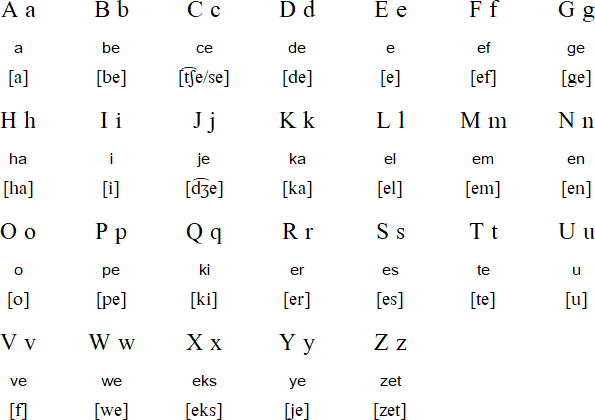 A a B b C c D d E e F f G g
a be ce de e ef ge
[a] [be] [t͡ʃe/se] [de] [e] [ef] [ge]
H h I i J j K k L l M m N n
ha i je ka el em en
[ha] [i] [d͡ʒe] [ka] [el] [em] [en]
O o P p Q q R r S s T t U u
o pe ki er es te u
[o] [pe] [ki] [er] [es] [te] [u]
V v W w X x Y y Z z
ve we eks ye zet
[f] [we] [eks] [je] [zet]